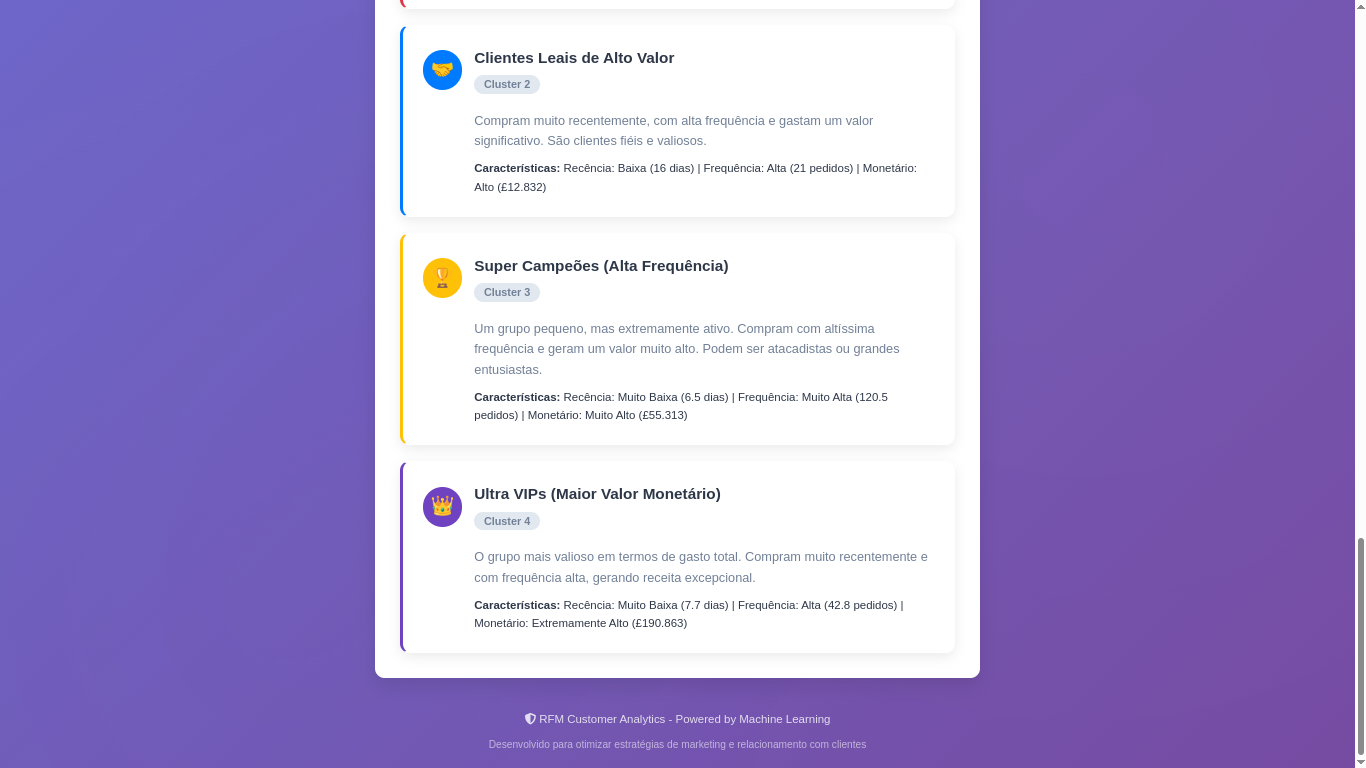 Clientes Leais de Alto Valor
Cluster 2
Compram muito recentemente, com alta frequência e gastam um valor
significativo. São clientes fiéis e valiosos.
Características: Recência: Baixa (16 dias) | Frequência: Alta (21 pedidos) | Monetário:
Alto (£12.832)
Super Campeões (Alta Frequência)
Cluster 3
Um grupo pequeno, mas extremamente ativo. Compram com altíssima
frequência e geram um valor muito alto. Podem ser atacadistas ou grandes
entusiastas.
Características: Recência: Muito Baixa (6.5 dias) | Frequência: Muito Alta (120.5
pedidos) | Monetário: Muito Alto (£55.313)
Ultra VIPs (Maior Valor Monetário)
Cluster 4
O grupo mais valioso em termos de gasto total. Compram muito recentemente e
com frequência alta, gerando receita excepcional.
Características: Recência: Muito Baixa (7.7 dias) | Frequência: Alta (42.8 pedidos) |
Monetário: Extremamente Alto (£190.863)
RFM Customer Analytics - Powered by Machine Learning
Desenvolvido para otimizar estratégias de marketing e relacionamento com clientes